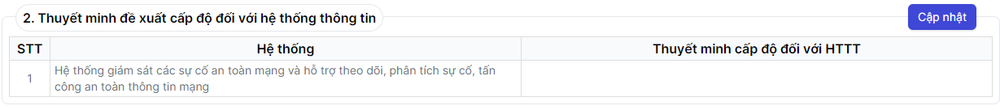 2. Thuyết minh đề xuất cấp độ đối với hệ thống thông tin
Cập nhật
STT Hệ thống Thuyết minh cấp độ đối với HTTT
1 Hệ thống giám sát các sự cố an toàn mạng và hỗ trợ theo dõi, phân tích sự cố, tấn
công an toàn thông tin mạng